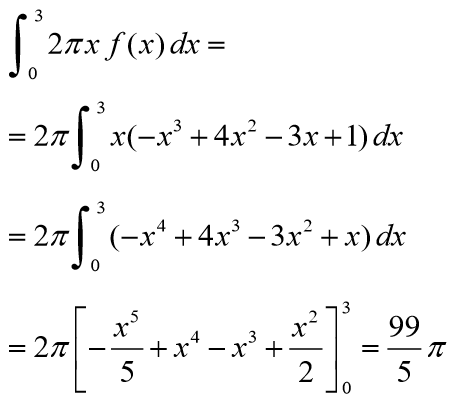 ∫₀³ 2πx f(x) dx =
= 2π ∫₀³ x(−x³ + 4x² − 3x + 1) dx
= 2π ∫₀³ (−x⁴ + 4x³ − 3x² + x) dx
= 2π [−x⁵/5 + x⁴ − x³ + x²/2]₀³ = 99/5 π